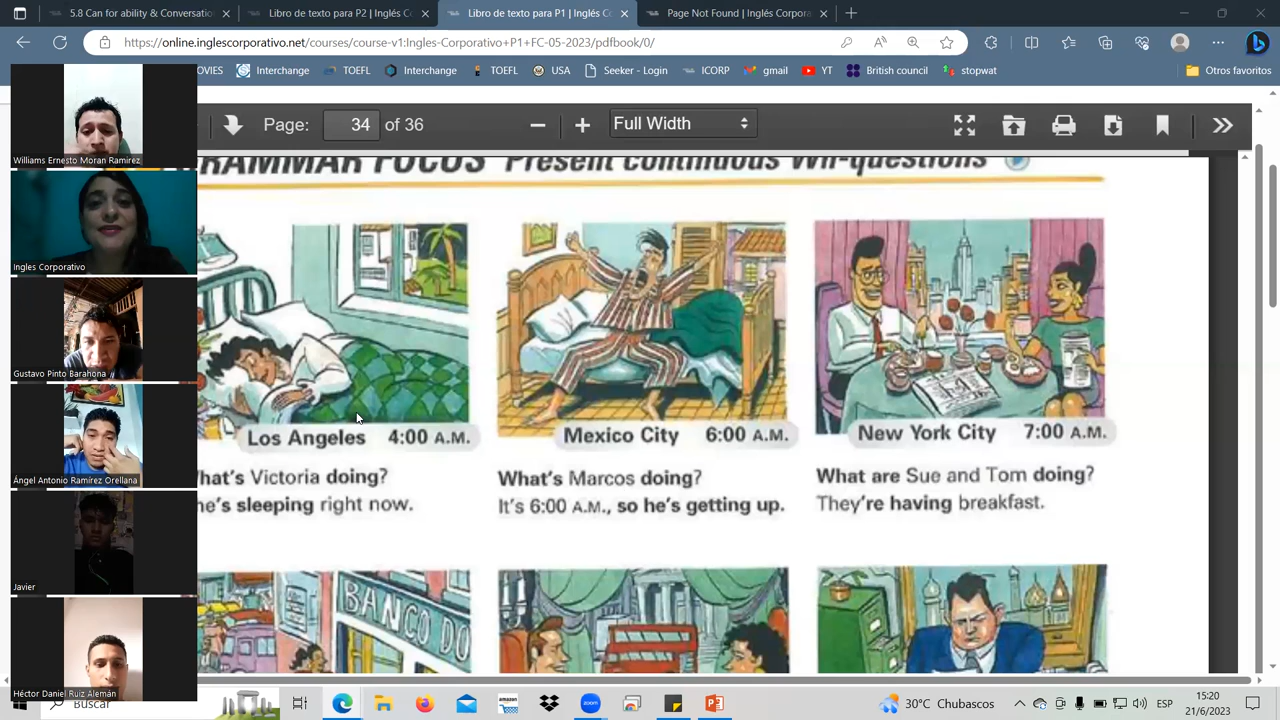 5.8 Can for ability & Conversati
Libro de texto para P2 | Inglés C
Libro de texto para P1 | Inglés C
Page Not Found | Inglés Corpora
https://online.inglescorporativo.net/courses/course-v1:Ingles-Corporativo+P1+FC-05-2023/pdfbook/0/
OVIES
Interchange
TOEFL
Interchange
TOEFL
USA
Seeker - Login
ICORP
gmail
YT
British council
stopwat
Otros favoritos
Page: 34 of 36
Full Width
RAMMAR FOCUS Present continuous Wh-questions
Los Angeles 4:00 A.M.
Mexico City 6:00 A.M.
New York City 7:00 A.M.
hat's Victoria doing?
he's sleeping right now.
What's Marcos doing?
It's 6:00 A.M., so he's getting up.
What are Sue and Tom doing?
They're having breakfast.
BANCO DO
Williams Ernesto Moran Ramirez
Ingles Corporativo
Gustavo Pinto Barahona
Ángel Antonio Ramírez Orellana
Javier
Héctor Daniel Ruiz Alemán
Buscar
amazon
zoom
30°C Chubascos
ESP
15:20
21/6/2023